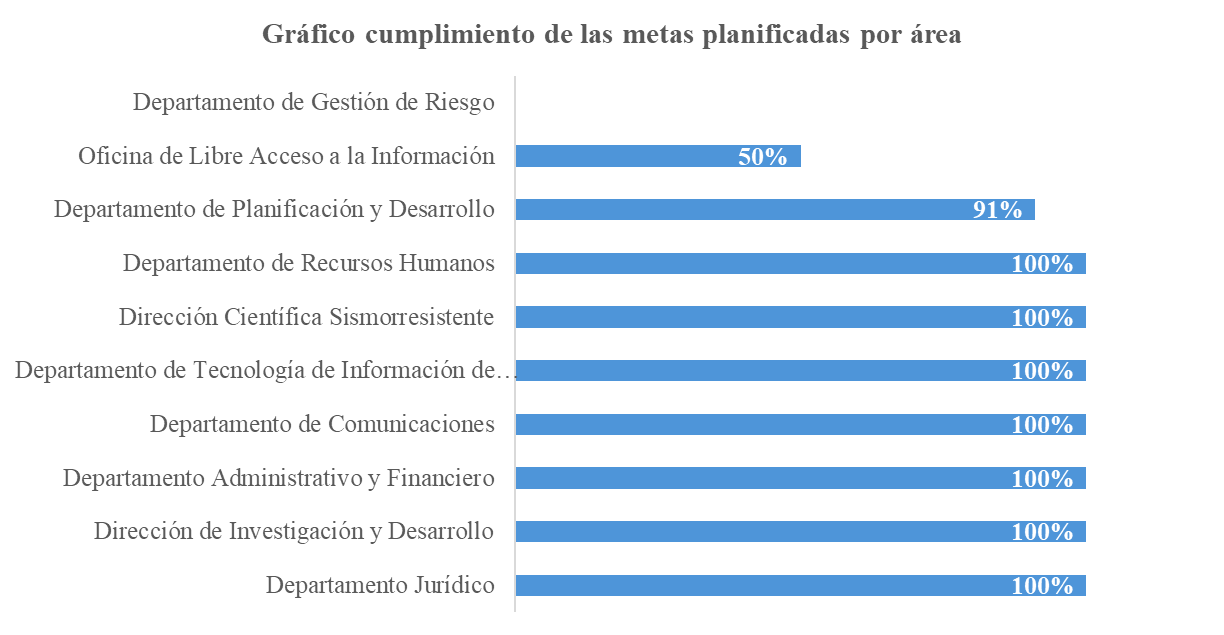 Gráfico cumplimiento de las metas planificadas por área
Departamento de Gestión de Riesgo
Oficina de Libre Acceso a la Información 50%
Departamento de Planificación y Desarrollo 91%
Departamento de Recursos Humanos 100%
Dirección Científica Sismorresistente 100%
Departamento de Tecnología de Información de… 100%
Departamento de Comunicaciones 100%
Departamento Administrativo y Financiero 100%
Dirección de Investigación y Desarrollo 100%
Departamento Jurídico 100%